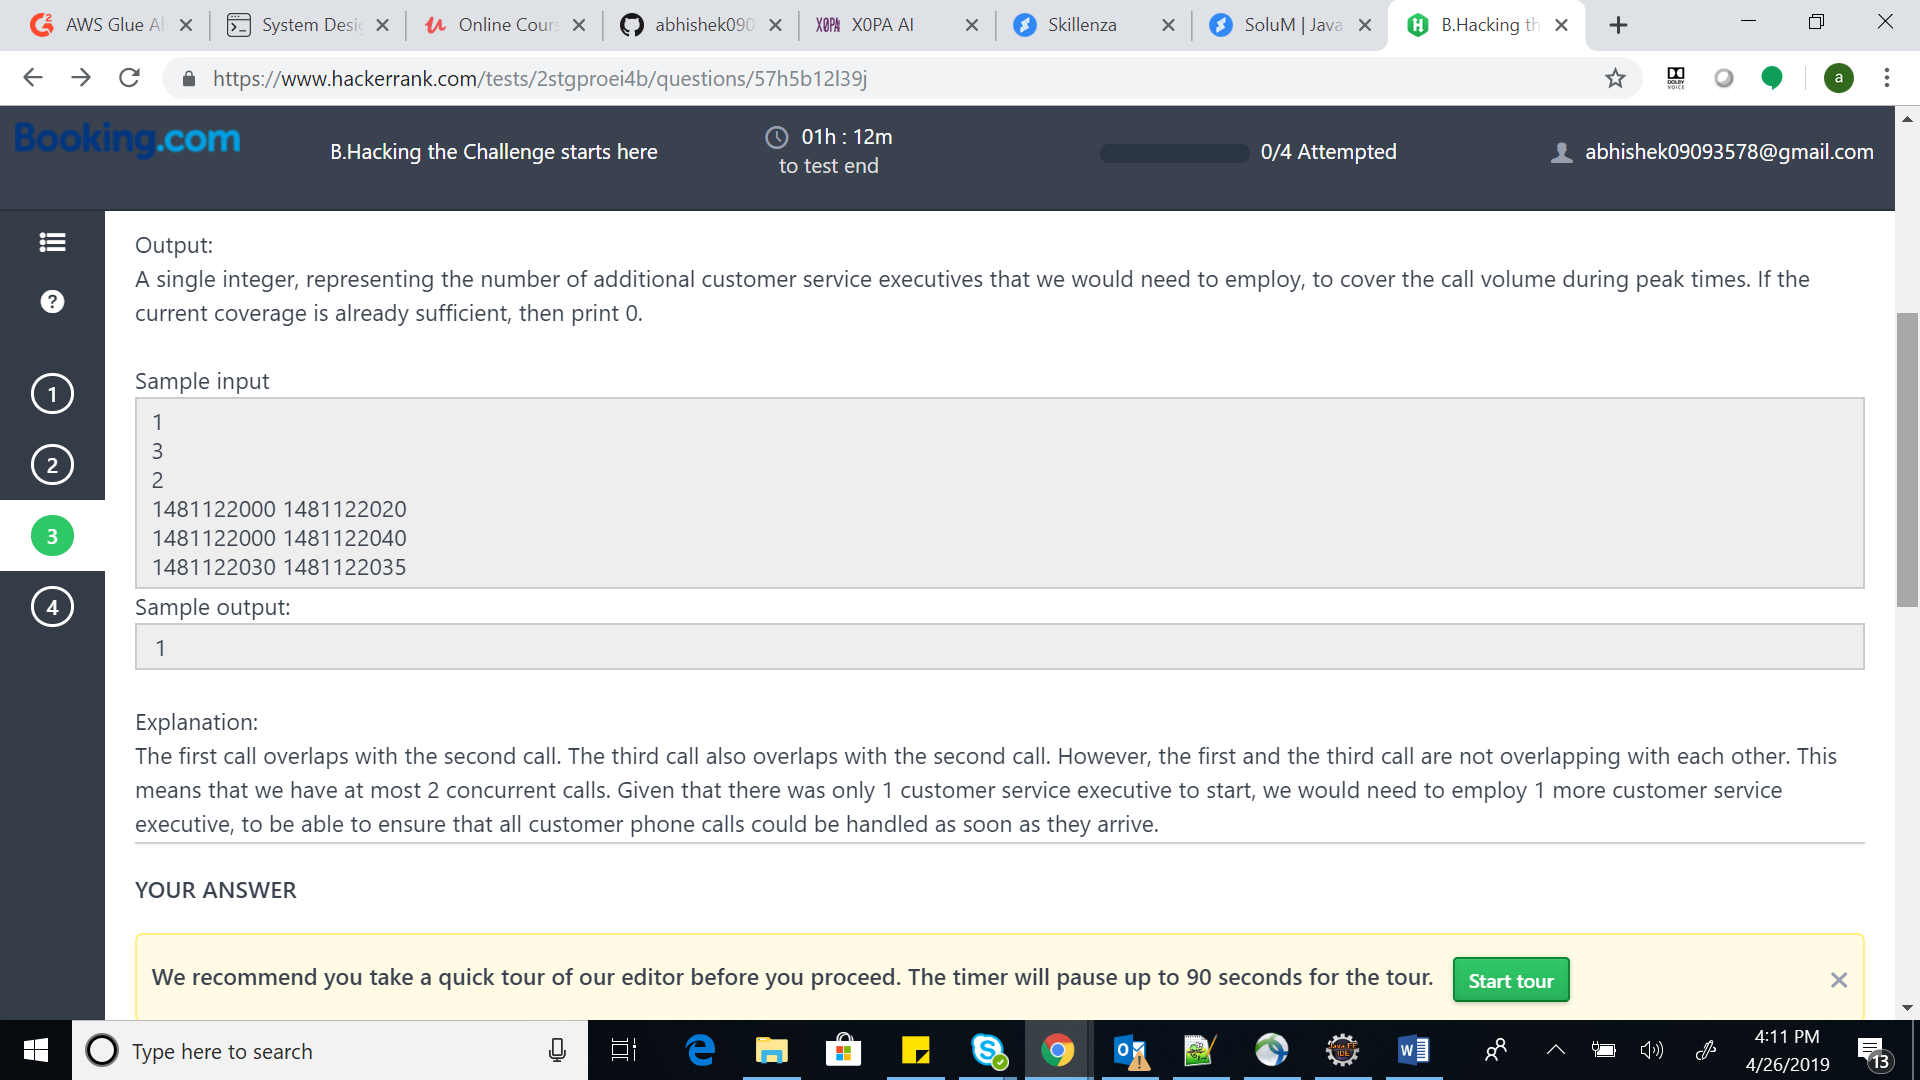 AWS Glue Al
System Desig
Online Cours
abhishek090
X0PA X0PA AI
Skillenza
SoluM | Java
B.Hacking th
https://www.hackerrank.com/tests/2stgproei4b/questions/57h5b12l39j
DOLBY
VOICE
a
Booking.com
B.Hacking the Challenge starts here
01h : 12m
to test end
0/4 Attempted
abhishek09093578@gmail.com
?
1
2
3
4
Output:
A single integer, representing the number of additional customer service executives that we would need to employ, to cover the call volume during peak times. If the
current coverage is already sufficient, then print 0.
Sample input
1
3
2
1481122000 1481122020
1481122000 1481122040
1481122030 1481122035
Sample output:
1
Explanation:
The first call overlaps with the second call. The third call also overlaps with the second call. However, the first and the third call are not overlapping with each other. This
means that we have at most 2 concurrent calls. Given that there was only 1 customer service executive to start, we would need to employ 1 more customer service
executive, to be able to ensure that all customer phone calls could be handled as soon as they arrive.
YOUR ANSWER
We recommend you take a quick tour of our editor before you proceed. The timer will pause up to 90 seconds for the tour.
Start tour
Type here to search
Java EE
IDE
4:11 PM
4/26/2019
13